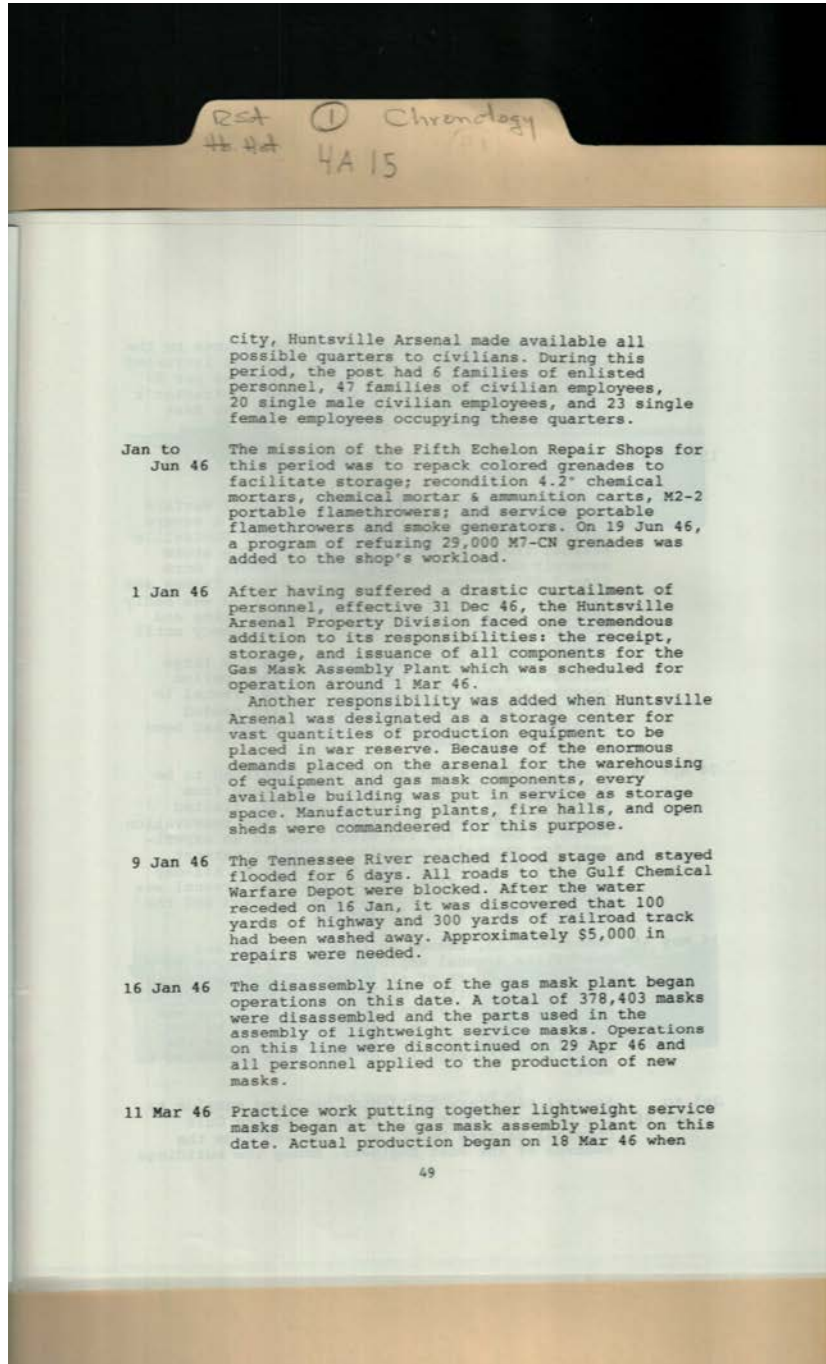 RSA ① Chronology
4A 15
city, Huntsville Arsenal made available all
possible quarters to civilians. During this
period, the post had 6 families of enlisted
personnel, 47 families of civilian employees,
20 single male civilian employees, and 23 single
female employees occupying these quarters.
Jan to The mission of the Fifth Echelon Repair Shops for
Jun 46 this period was to repack colored grenades to
facilitate storage; recondition 4.2" chemical
mortars, chemical mortar & ammunition carts, M2-2
portable flamethrowers; and service portable
flamethrowers and smoke generators. On 19 Jun 46,
a program of refuzing 29,000 M7-CN grenades was
added to the shop's workload.
1 Jan 46 After having suffered a drastic curtailment of
personnel, effective 31 Dec 46, the Huntsville
Arsenal Property Division faced one tremendous
addition to its responsibilities: the receipt,
storage, and issuance of all components for the
Gas Mask Assembly Plant which was scheduled for
operation around 1 Mar 46.
Another responsibility was added when Huntsville
Arsenal was designated as a storage center for
vast quantities of production equipment to be
placed in war reserve. Because of the enormous
demands placed on the arsenal for the warehousing
of equipment and gas mask components, every
available building was put in service as storage
space. Manufacturing plants, fire halls, and open
sheds were commandeered for this purpose.
9 Jan 46 The Tennessee River reached flood stage and stayed
flooded for 6 days. All roads to the Gulf Chemical
Warfare Depot were blocked. After the water
receded on 16 Jan, it was discovered that 100
yards of highway and 300 yards of railroad track
had been washed away. Approximately $5,000 in
repairs were needed.
16 Jan 46 The disassembly line of the gas mask plant began
operations on this date. A total of 378,403 masks
were disassembled and the parts used in the
assembly of lightweight service masks. Operations
on this line were discontinued on 29 Apr 46 and
all personnel applied to the production of new
masks.
11 Mar 46 Practice work putting together lightweight service
masks began at the gas mask assembly plant on this
date. Actual production began on 18 Mar 46 when
49